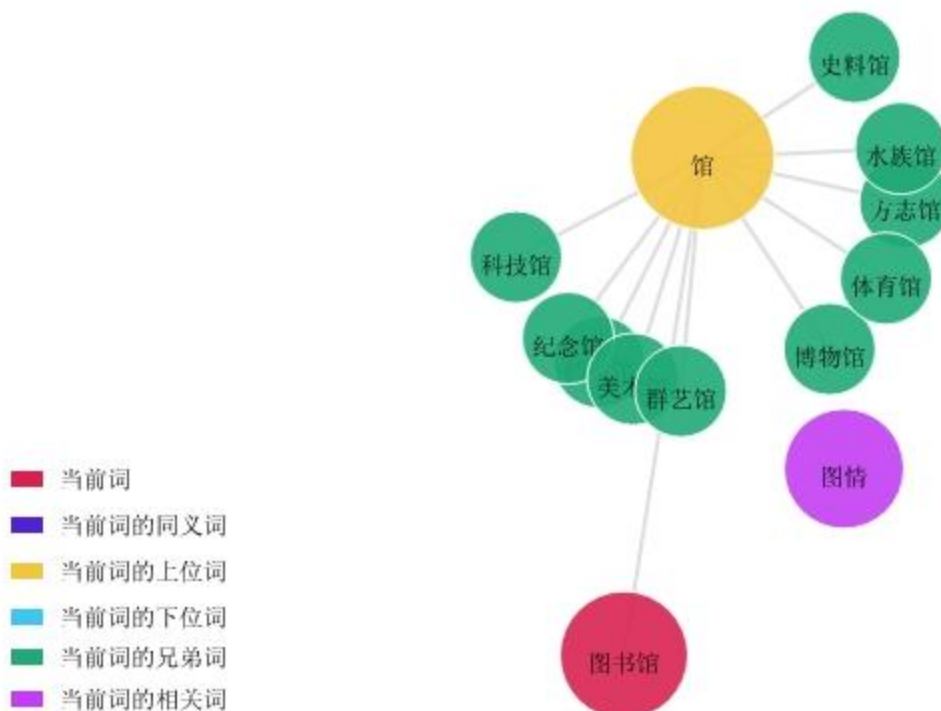 史料馆
馆
水族馆
方志馆
科技馆
体育馆
纪念馆
博物馆
美术
群艺馆
图情
图书馆
当前词
当前词的同义词
当前词的上位词
当前词的下位词
当前词的兄弟词
当前词的相关词